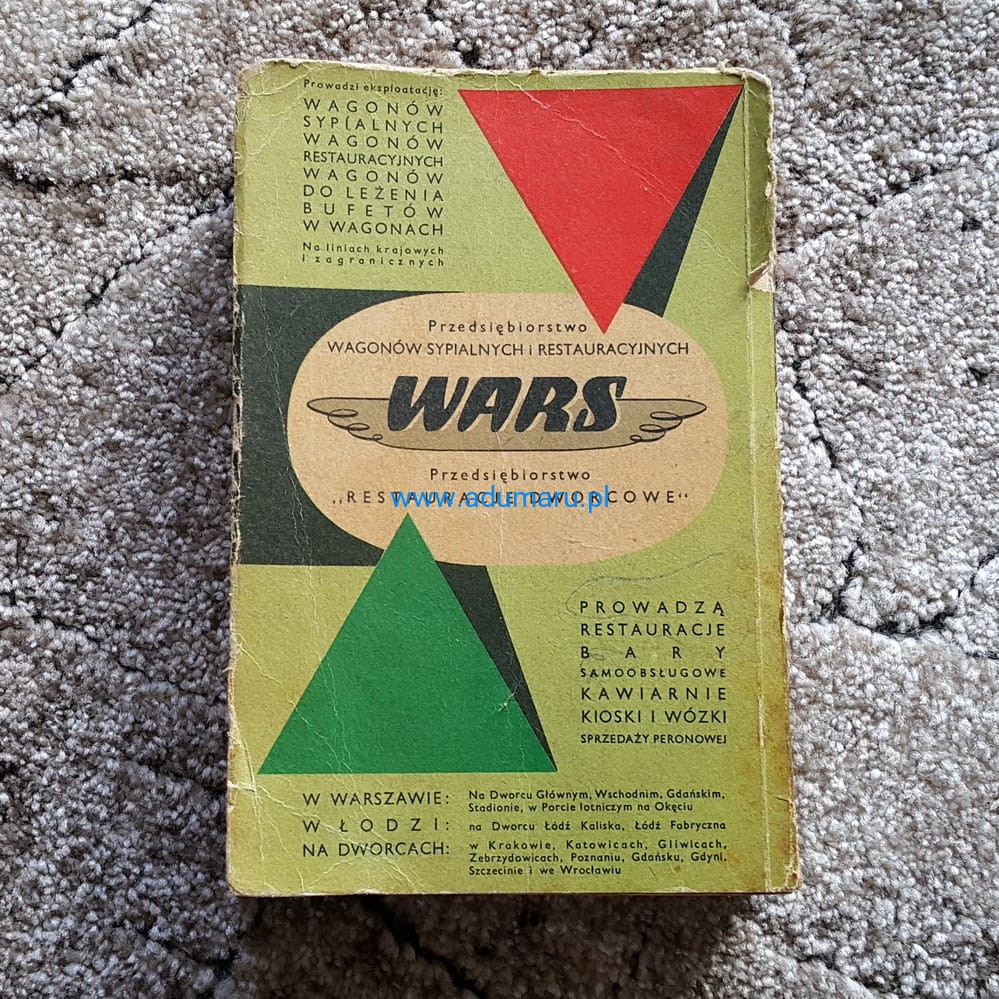 Prowadzi eksploatację:
WAGONÓW
SYPIALNYCH
WAGONÓW
RESTAURACYJNYCH
WAGONÓW
DO LEŻENIA
BUFETÓW
W WAGONACH
Na liniach krajowych
i zagranicznych
Przedsiębiorstwo
WAGONÓW SYPIALNYCH i RESTAURACYJNYCH
WARS
Przedsiębiorstwo
„RESTAURACJE DWORCOWE“
www.adumaru.pl
PROWADZĄ
RESTAURACJE
BARY
SAMOOBSŁUGOWE
KAWIARNIE
KIOSKI I WÓZKI
SPRZEDAŻY PERONOWEJ
W WARSZAWIE: Na Dworcu Głównym, Wschodnim, Gdańskim,
Stadionie, w Porcie lotniczym na Okęciu
W ŁODZI: na Dworcu Łódź Kaliska, Łódź Fabryczna
NA DWORCACH: w Krakowie, Katowicach, Gliwicach,
Zebrzydowicach, Poznaniu, Gdańsku, Gdyni,
Szczecinie i we Wrocławiu